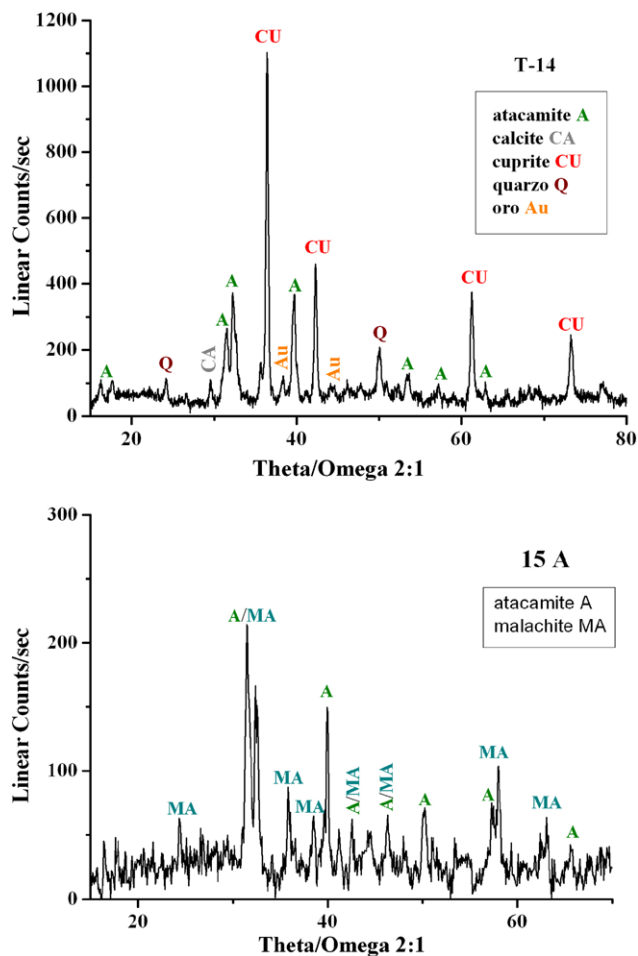 1200
1000
800
600
400
200
0
Linear Counts/sec
CU
T-14
atacamite A
calcite CA
cuprite CU
quarzo Q
oro Au
CU
A
A
A
CU
Q
CU
Au
Au
CA
Q
A
A
A
A
20 40 60 80
Theta/Omega 2:1
300
200
100
0
Linear Counts/sec
15 A
atacamite A
malachite MA
A/MA
A
MA
MA
MA
A/MA
A/MA
A
A
MA
MA
A
20 40 60
Theta/Omega 2:1